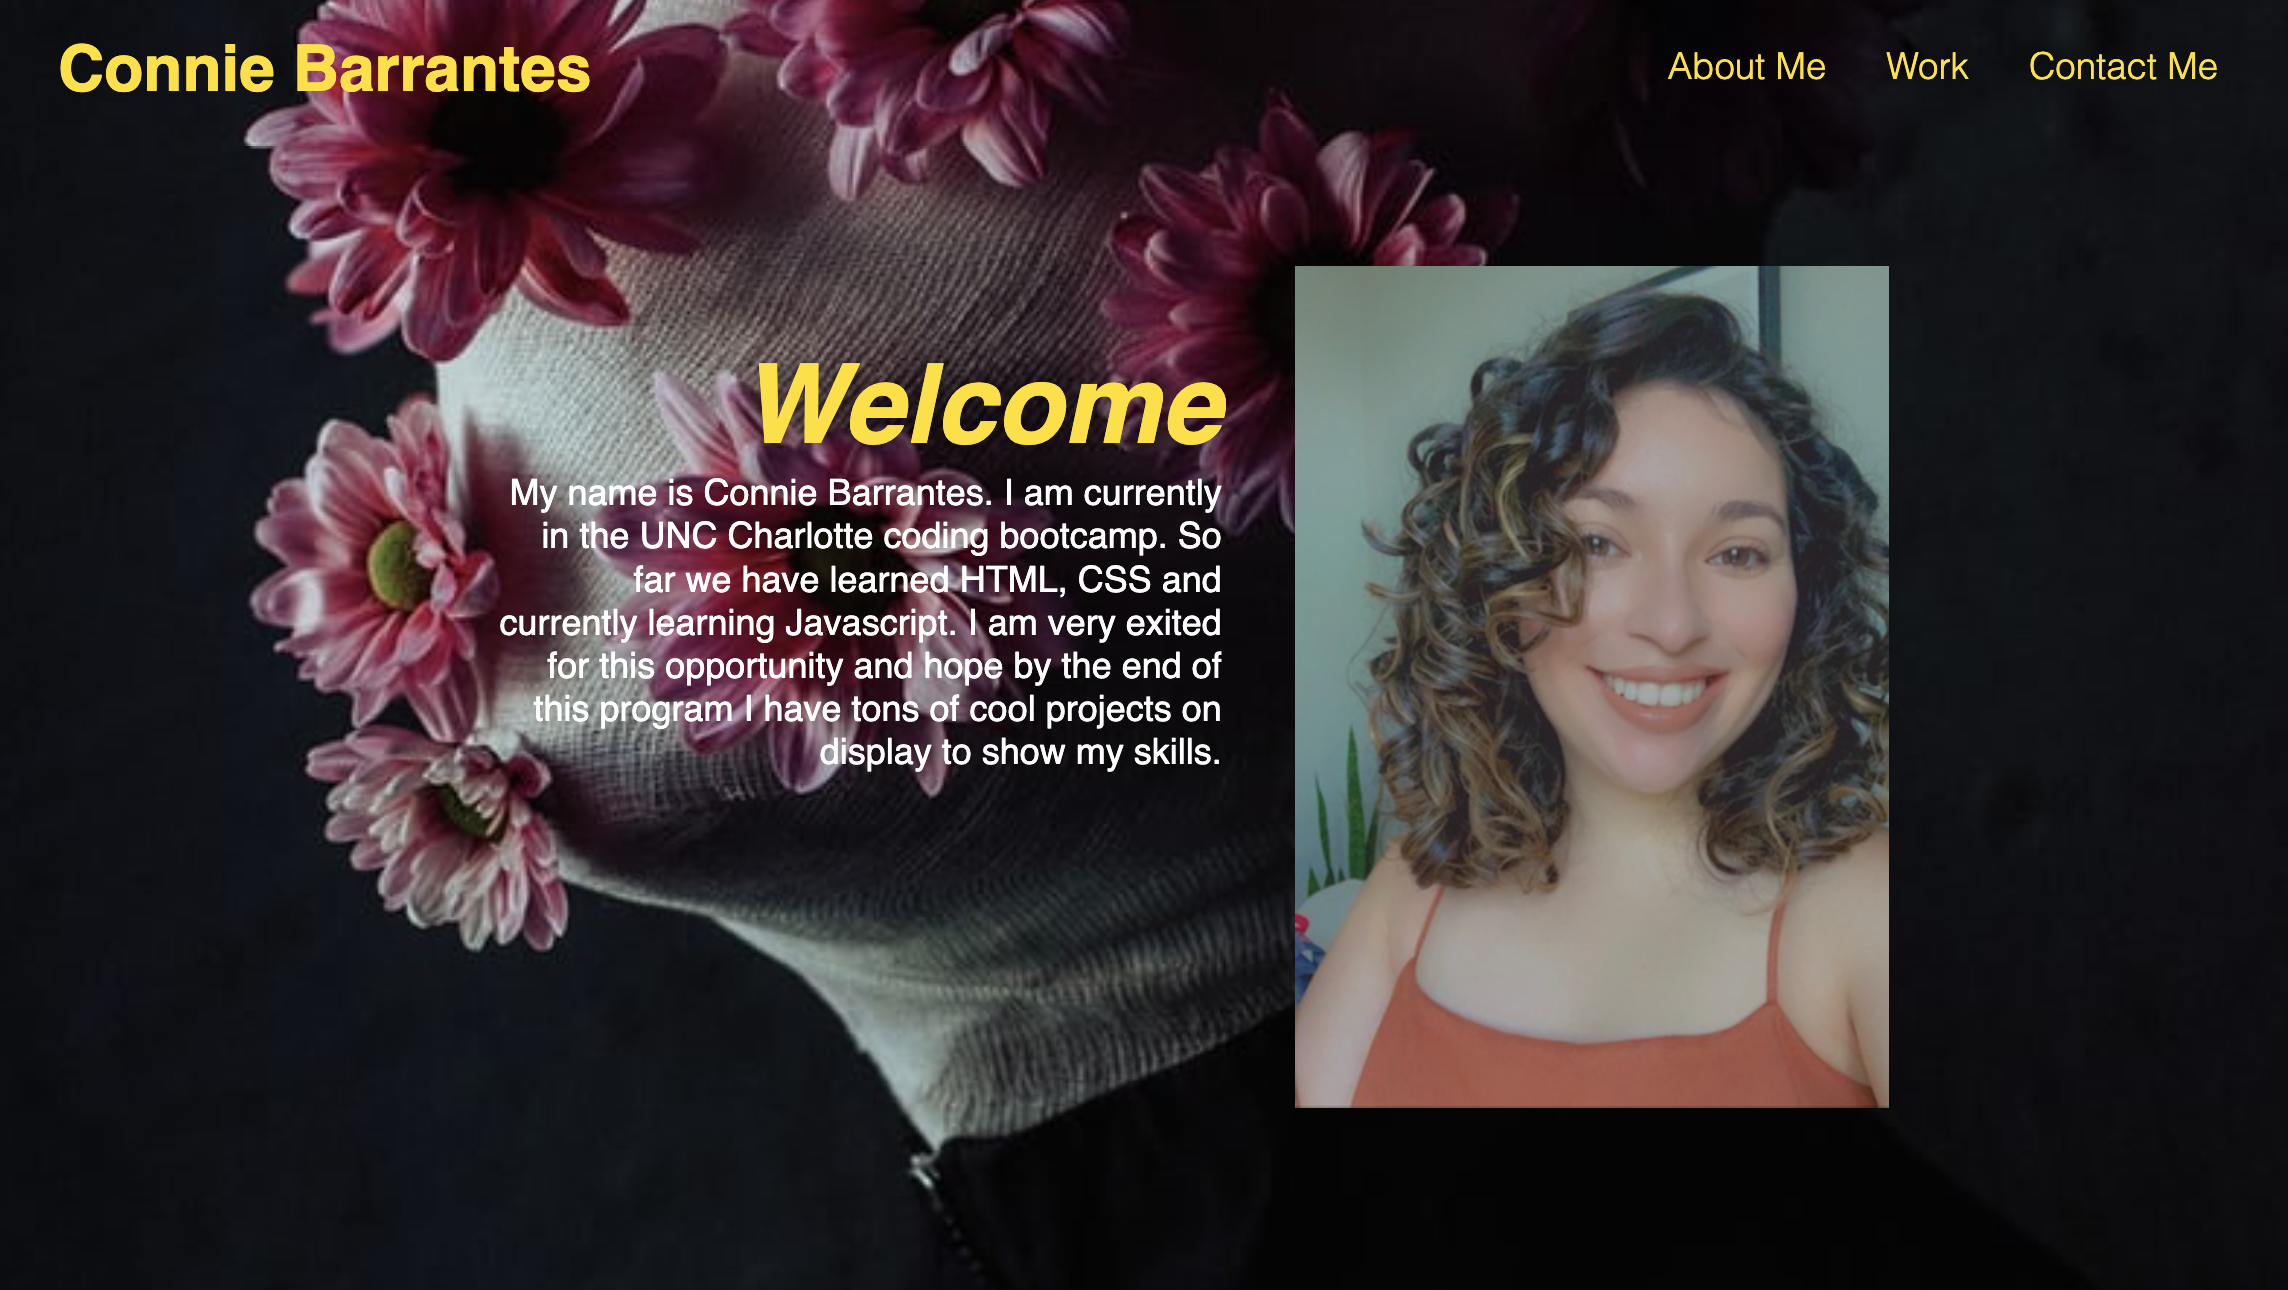 Connie Barrantes
About Me Work Contact Me
Welcome
My name is Connie Barrantes. I am currently
in the UNC Charlotte coding bootcamp. So
far we have learned HTML, CSS and
currently learning Javascript. I am very exited
for this opportunity and hope by the end of
this program I have tons of cool projects on
display to show my skills.